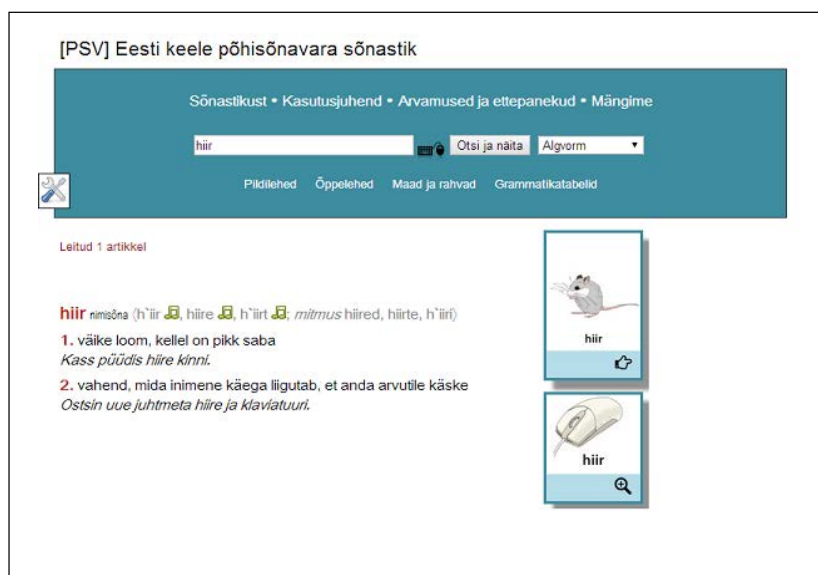 [PSV] Eesti keele põhisõnavara sõnastik
Sõnastikust • Kasutusjuhend • Arvamused ja ettepanekud • Mängime
hiir Otsi ja näita Algvorm
Pildilehed Õppelehed Maad ja rahvad Grammatikatabelid
Leitud 1 artikkel
hiir nimisõna (h`iir, hiire, h`iirt; mitmus hiired, hiirte, h`iiri)
1. väike loom, kellel on pikk saba
Kass püüdis hiire kinni.
2. vahend, mida inimene käega liigutab, et anda arvutile käske
Ostsin uue juhtmeta hiire ja klaviatuuri.
hiir
hiir